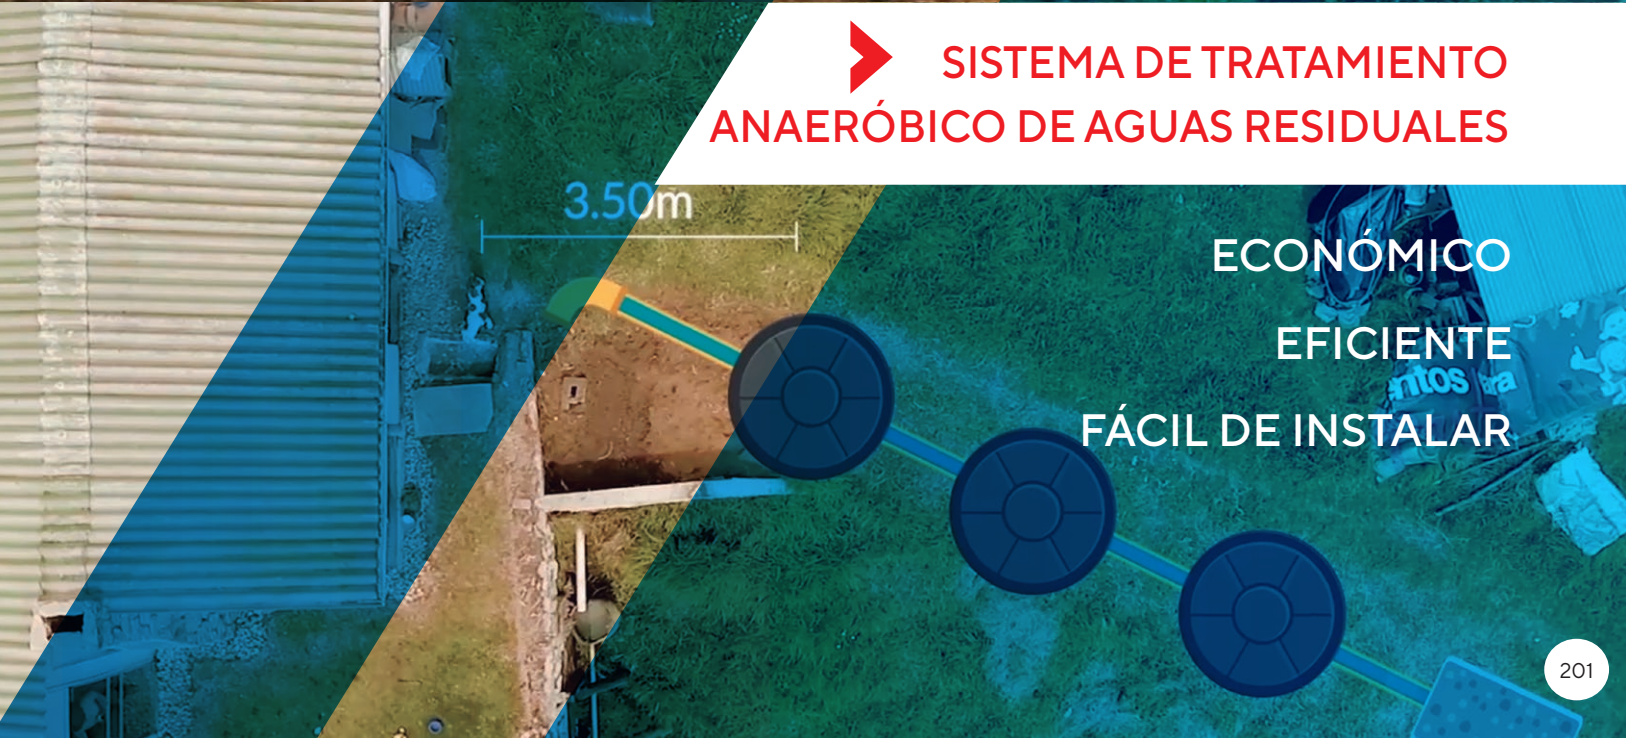 SISTEMA DE TRATAMIENTO
ANAERÓBICO DE AGUAS RESIDUALES
3.50m
ECONÓMICO
EFICIENTE
FÁCIL DE INSTALAR
201